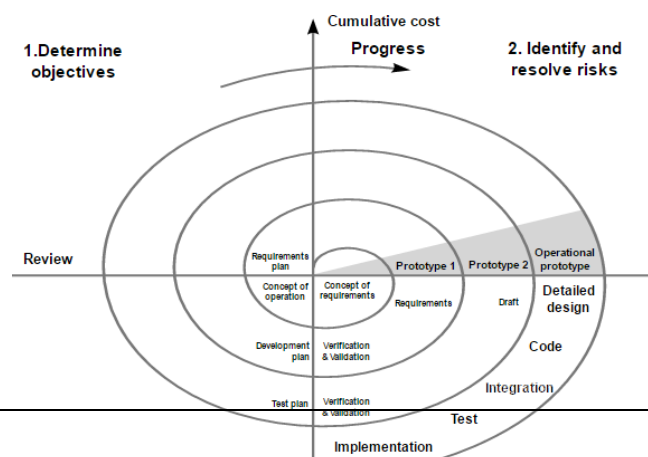 Cumulative cost
1.Determine
objectives
Progress
2. Identify and
resolve risks
Review
Requirements
plan
Prototype 1
Prototype 2
Operational
prototype
Concept of
operation
Concept of
requirements
Requirements
Draft
Detailed
design
Development
plan
Verification
& Validation
Code
Integration
Test plan
Verification
& Validation
Test
Implementation